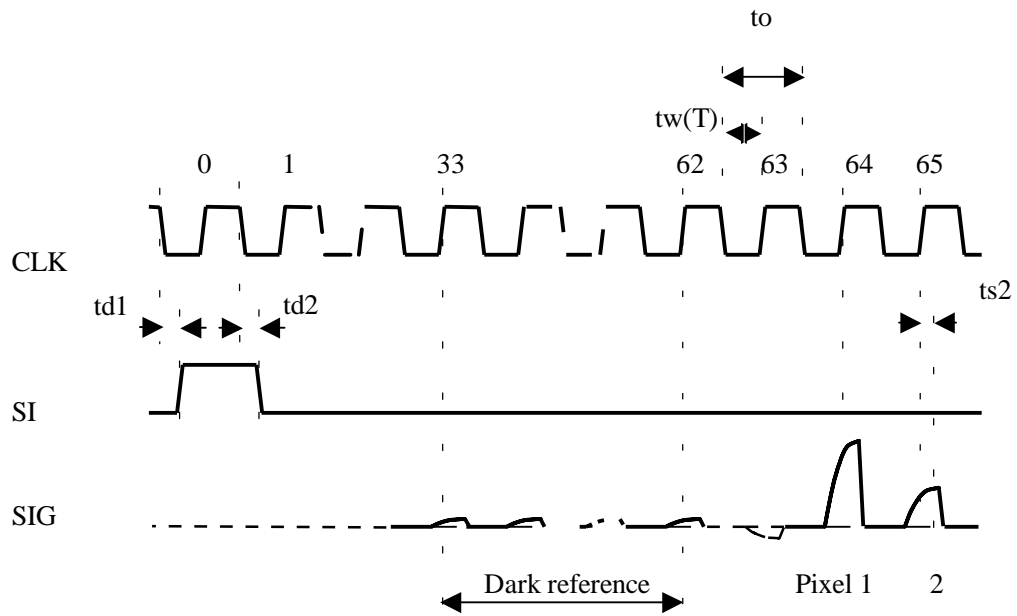 to
tw(T)
0 1 33 62 63 64 65
CLK
td1 td2 ts2
SI
SIG
Dark reference Pixel 1 2